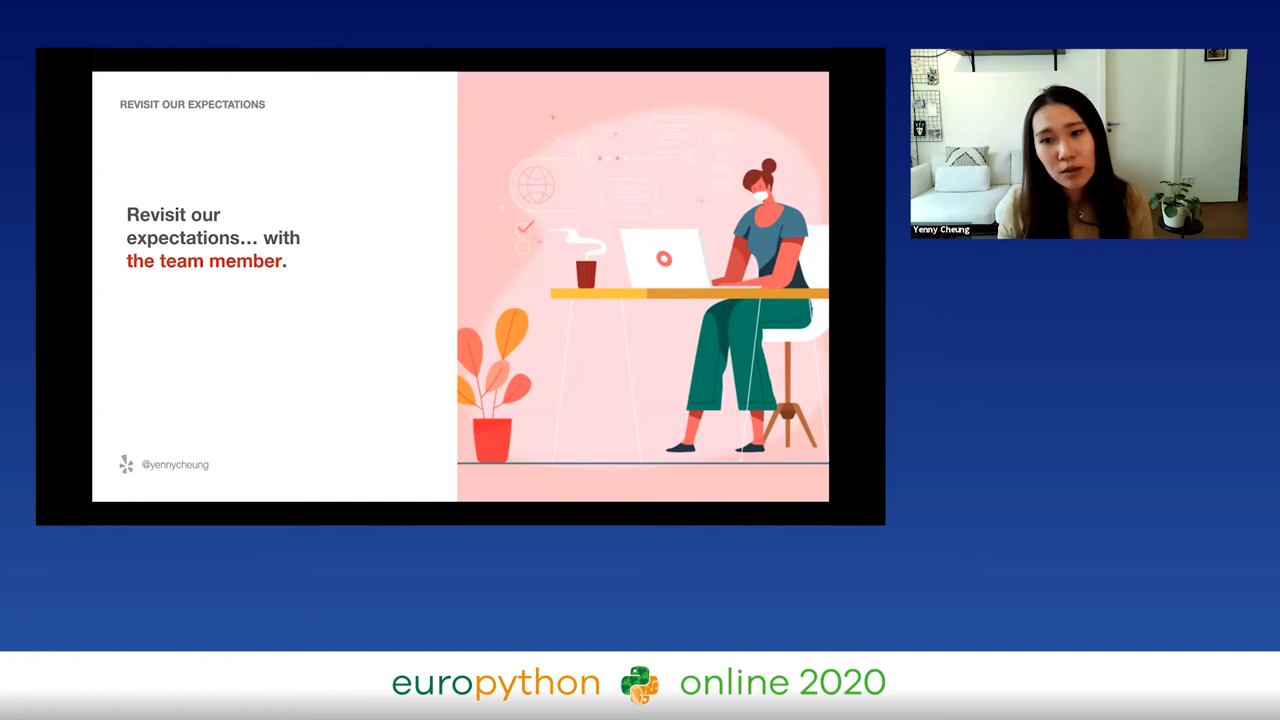 REVISIT OUR EXPECTATIONS
Revisit our
expectations... with
the team member.
@yennycheung
Yenny Cheung
europython online 2020